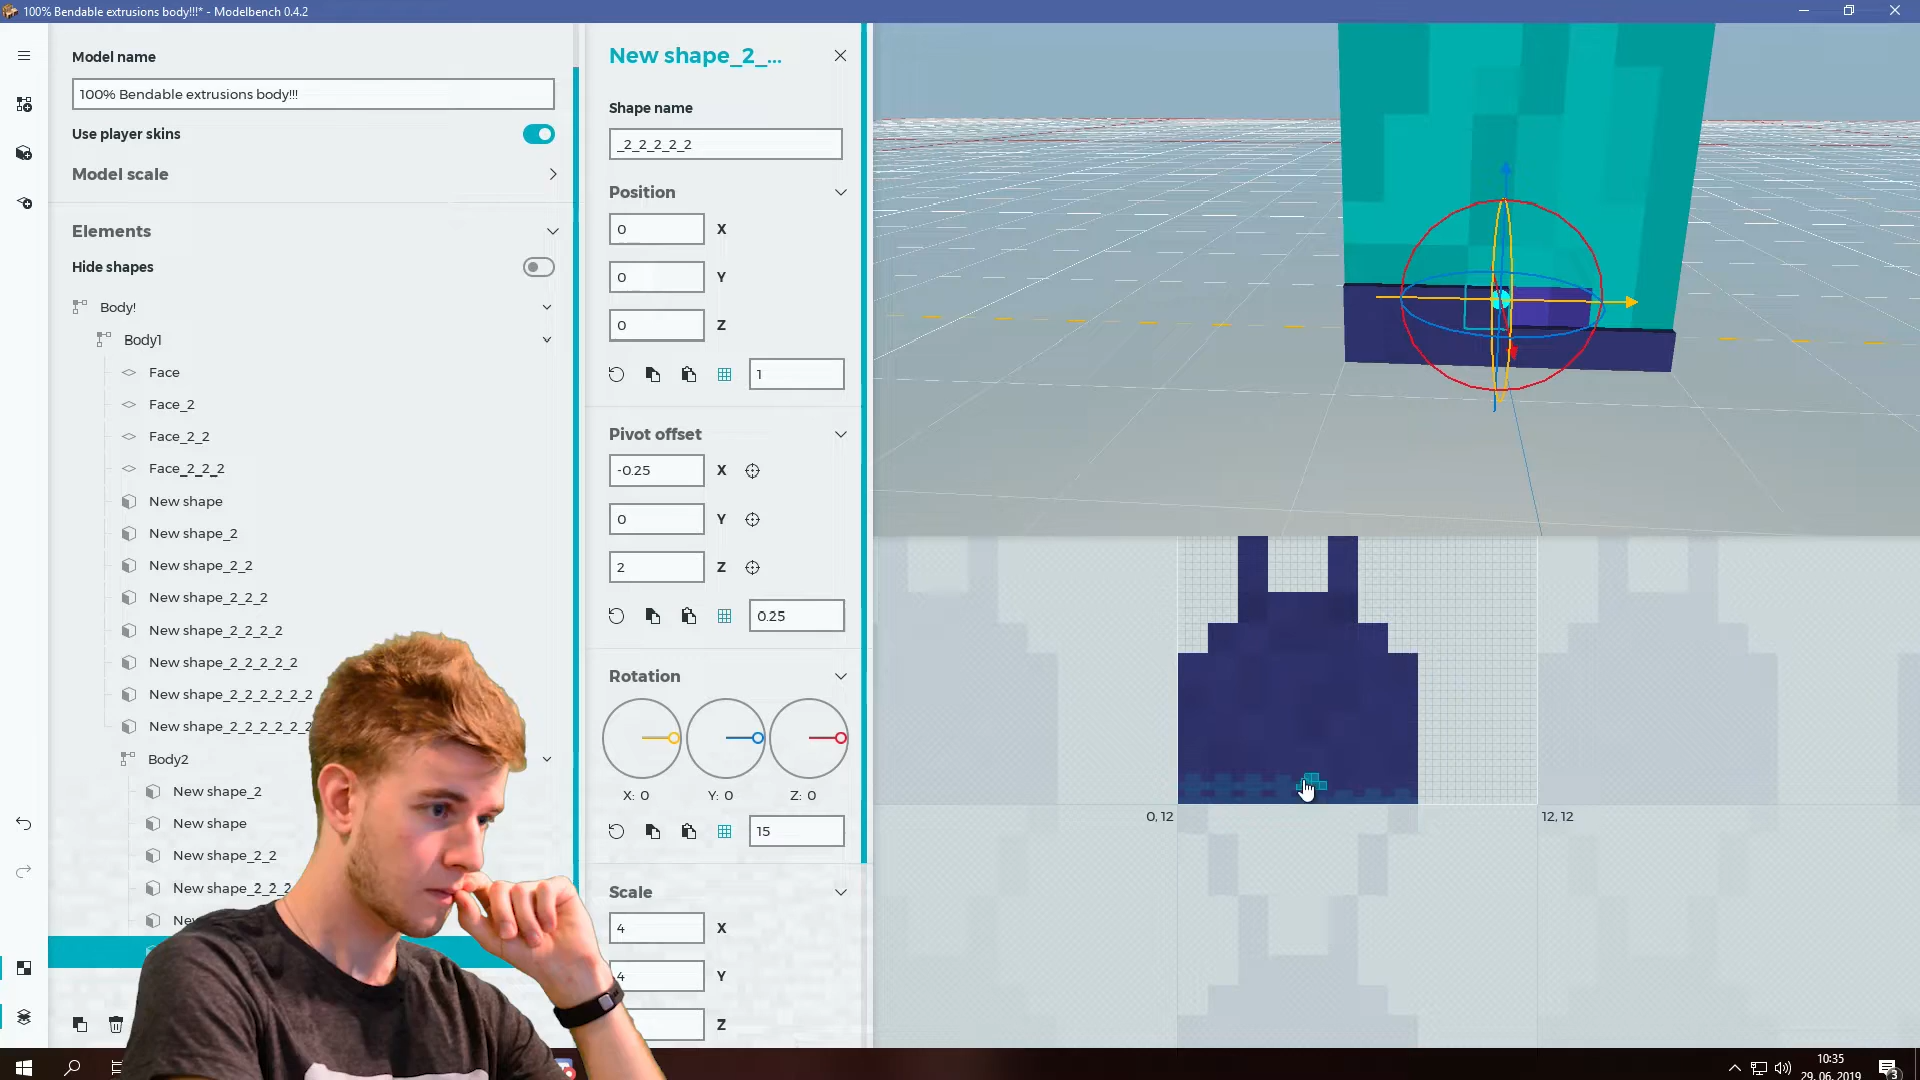 100% Bendable extrusions body!!!* - Modelbench 0.4.2
Model name
100% Bendable extrusions body!!!
Use player skins
Model scale
Elements
Hide shapes
Body!
Body1
Face
Face_2
Face_2_2
Face_2_2_2
New shape
New shape_2
New shape_2_2
New shape_2_2_2
New shape_2_2_2_2
New shape_2_2_2_2_2
New shape_2_2_2_2_2_2
New shape_2_2_2_2_2_2
Body2
New shape_2
New shape
New shape_2_2
New shape_2_2_2
New shape_2_...
Shape name
_2_2_2_2_2
Position
0 X
0 Y
0 Z
1
Pivot offset
-0.25 X
0 Y
2 Z
0.25
Rotation
X: 0 Y: 0 Z: 0
15
Scale
4 X
4 Y
Z
0, 12
12, 12
10:35
29.06.2019
3